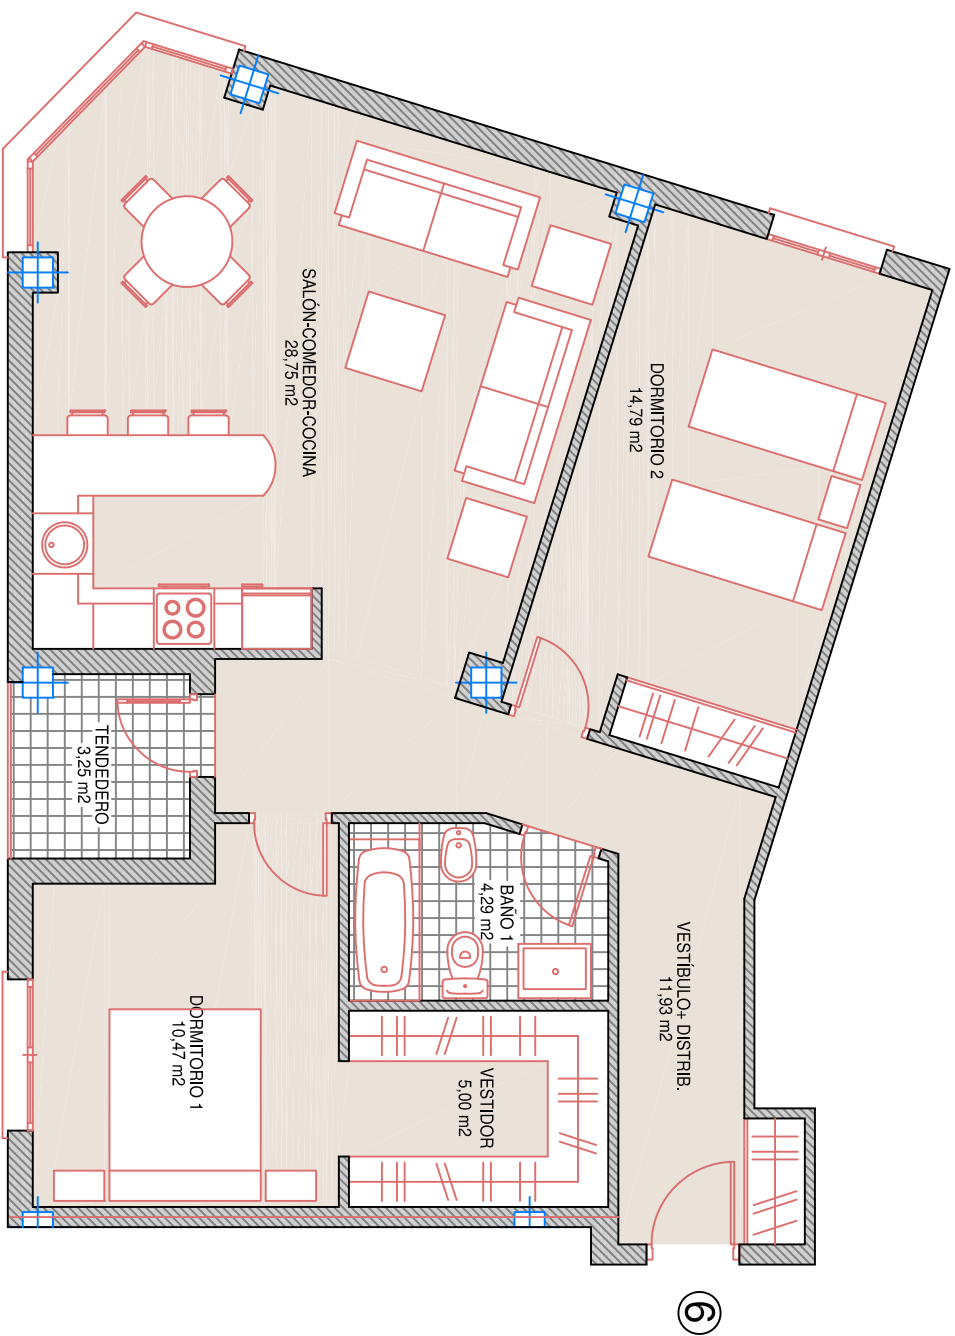 SALÓN-COMEDOR-COCINA
28,75 m2
DORMITORIO 2
14,79 m2
TENDEDERO
3,25 m2
BAÑO 1
4,29 m2
VESTÍBULO+ DISTRIB.
11,93 m2
DORMITORIO 1
10,47 m2
VESTIDOR
5,00 m2
6